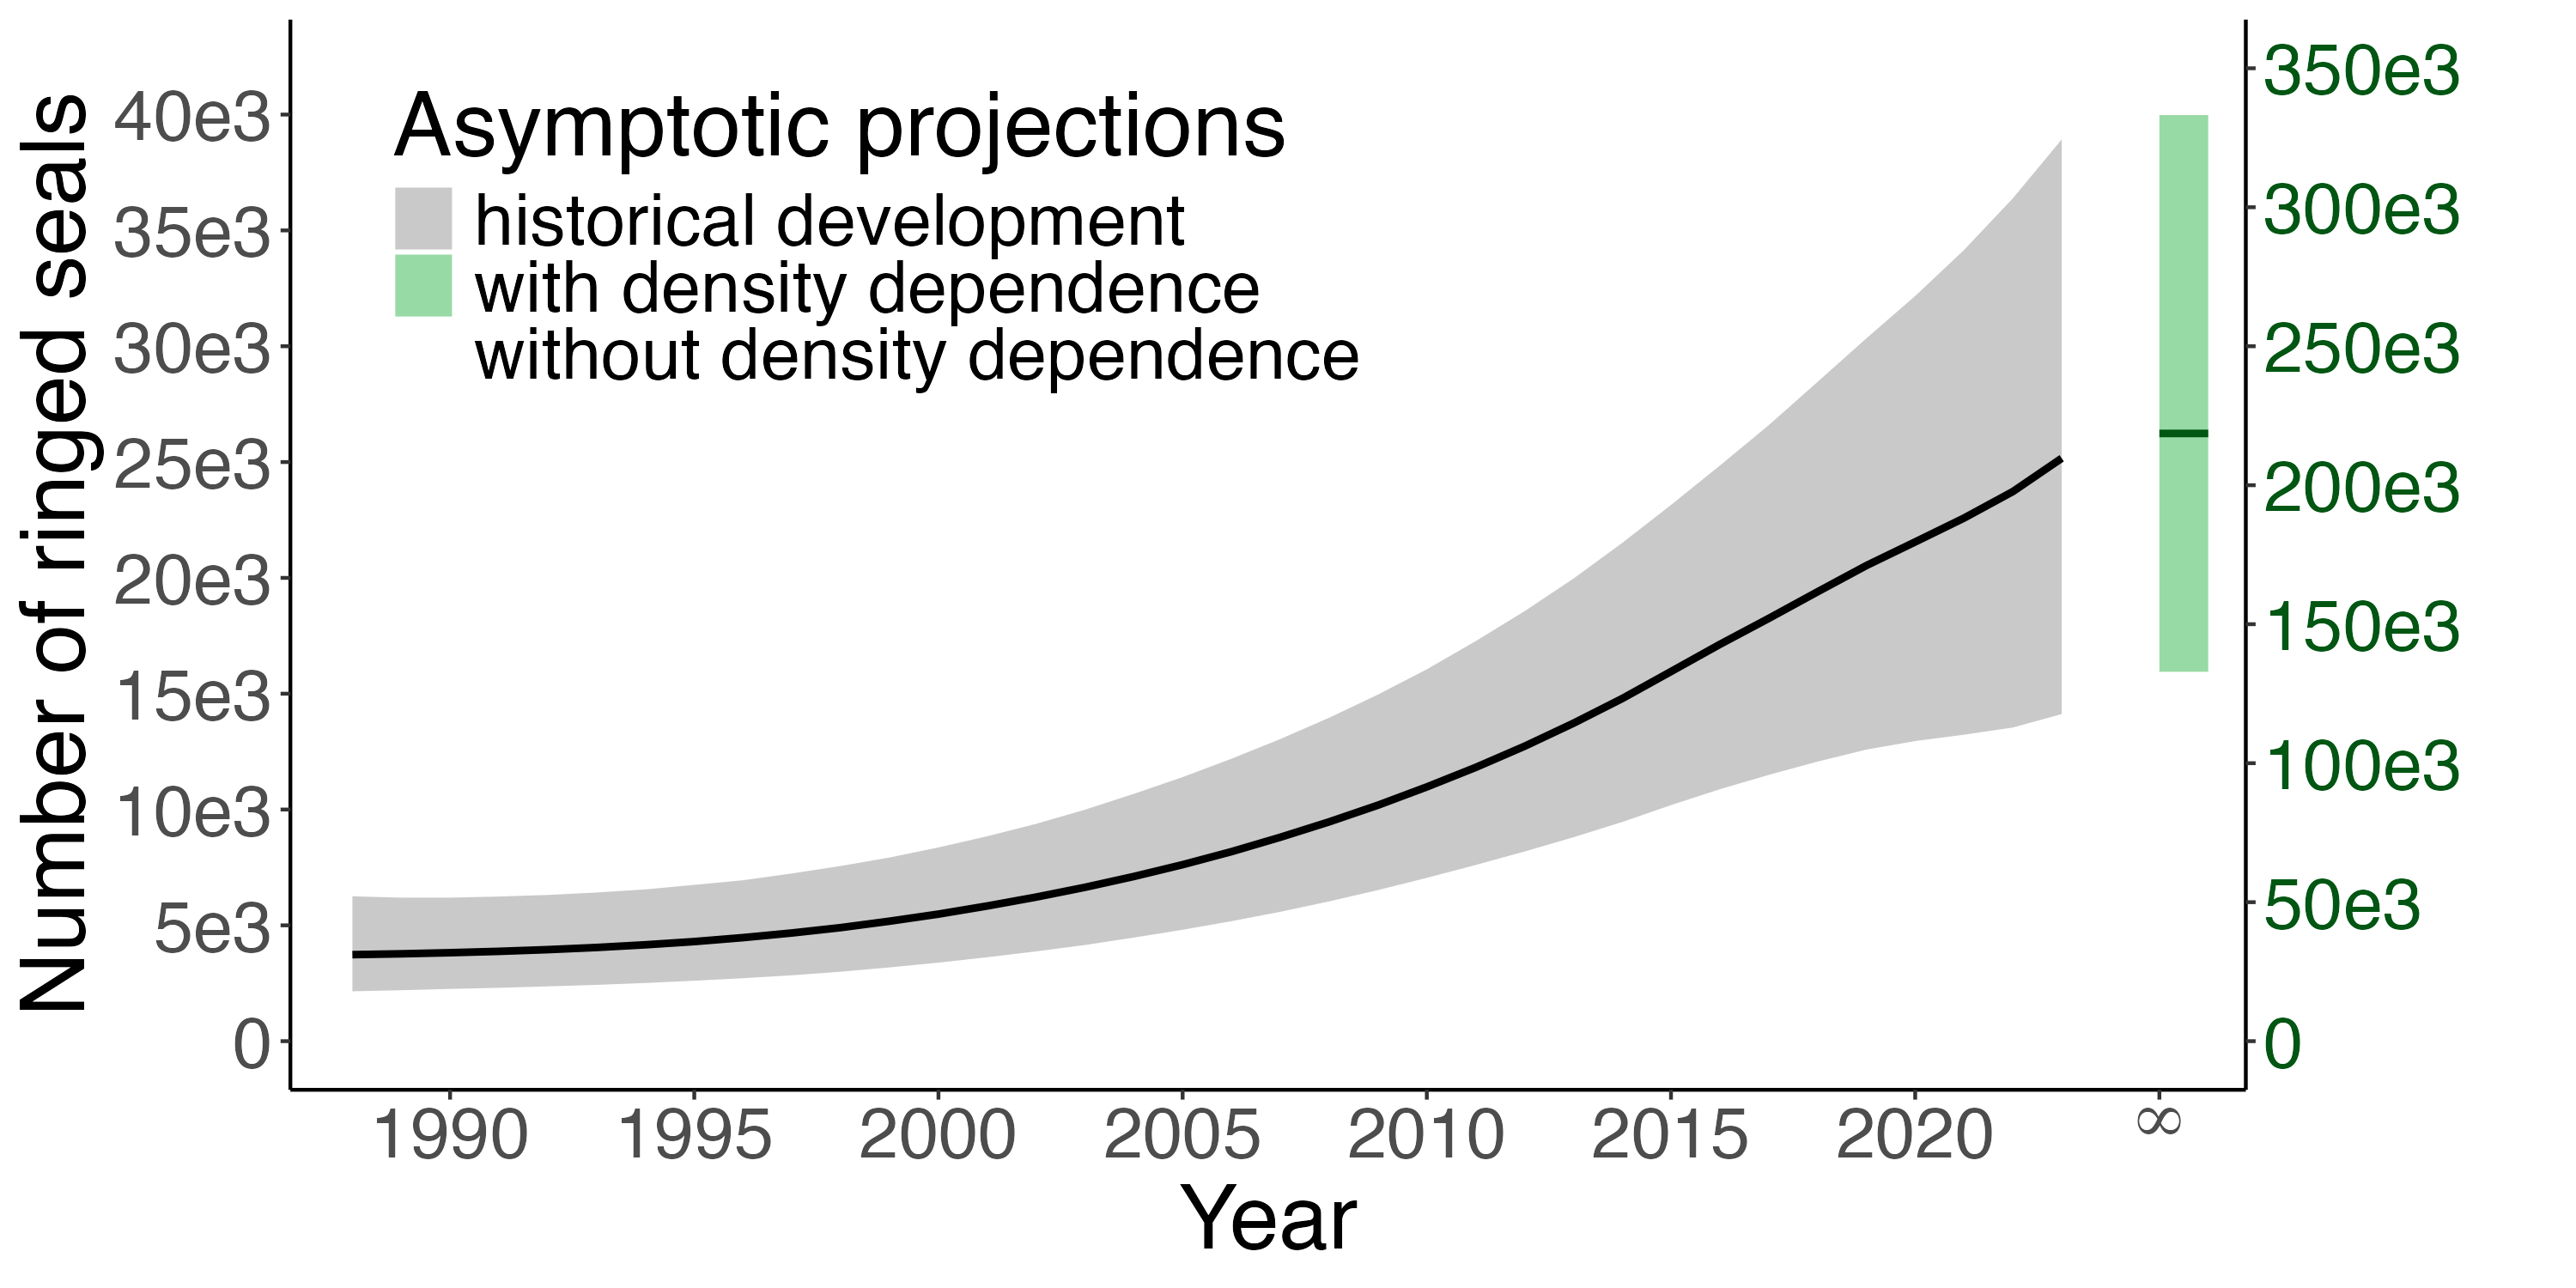 Number of ringed seals
40e3
35e3
30e3
25e3
20e3
15e3
10e3
5e3
0
Asymptotic projections
historical development
with density dependence
without density dependence
350e3
300e3
250e3
200e3
150e3
100e3
50e3
0
1990 1995 2000 2005 2010 2015 2020 ∞
Year